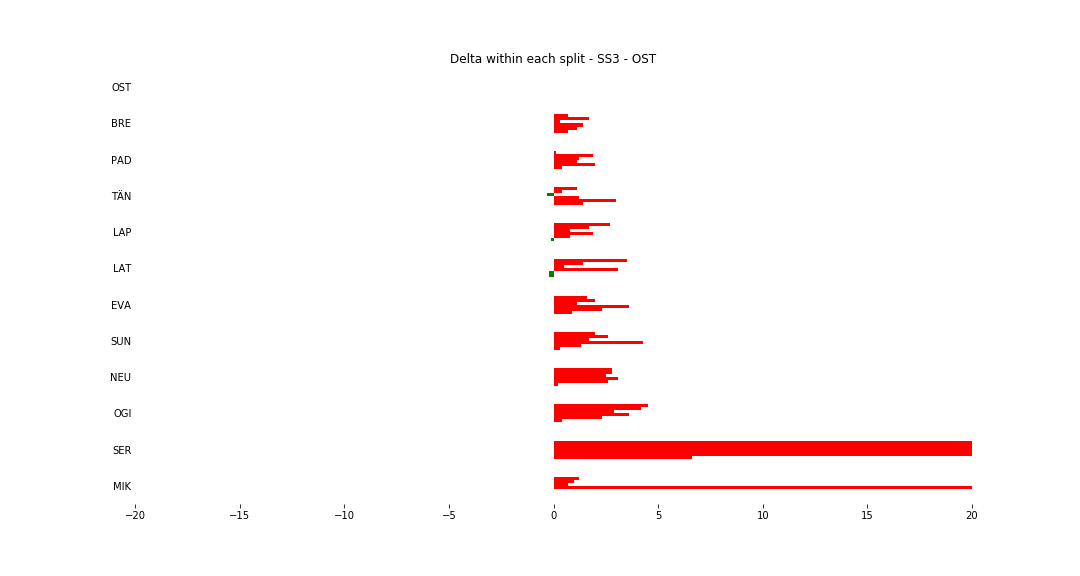 Delta within each split - SS3 - OST
OST
BRE
PAD
TÄN
LAP
LAT
EVA
SUN
NEU
OGI
SER
MIK
−20 −15 −10 −5 0 5 10 15 20